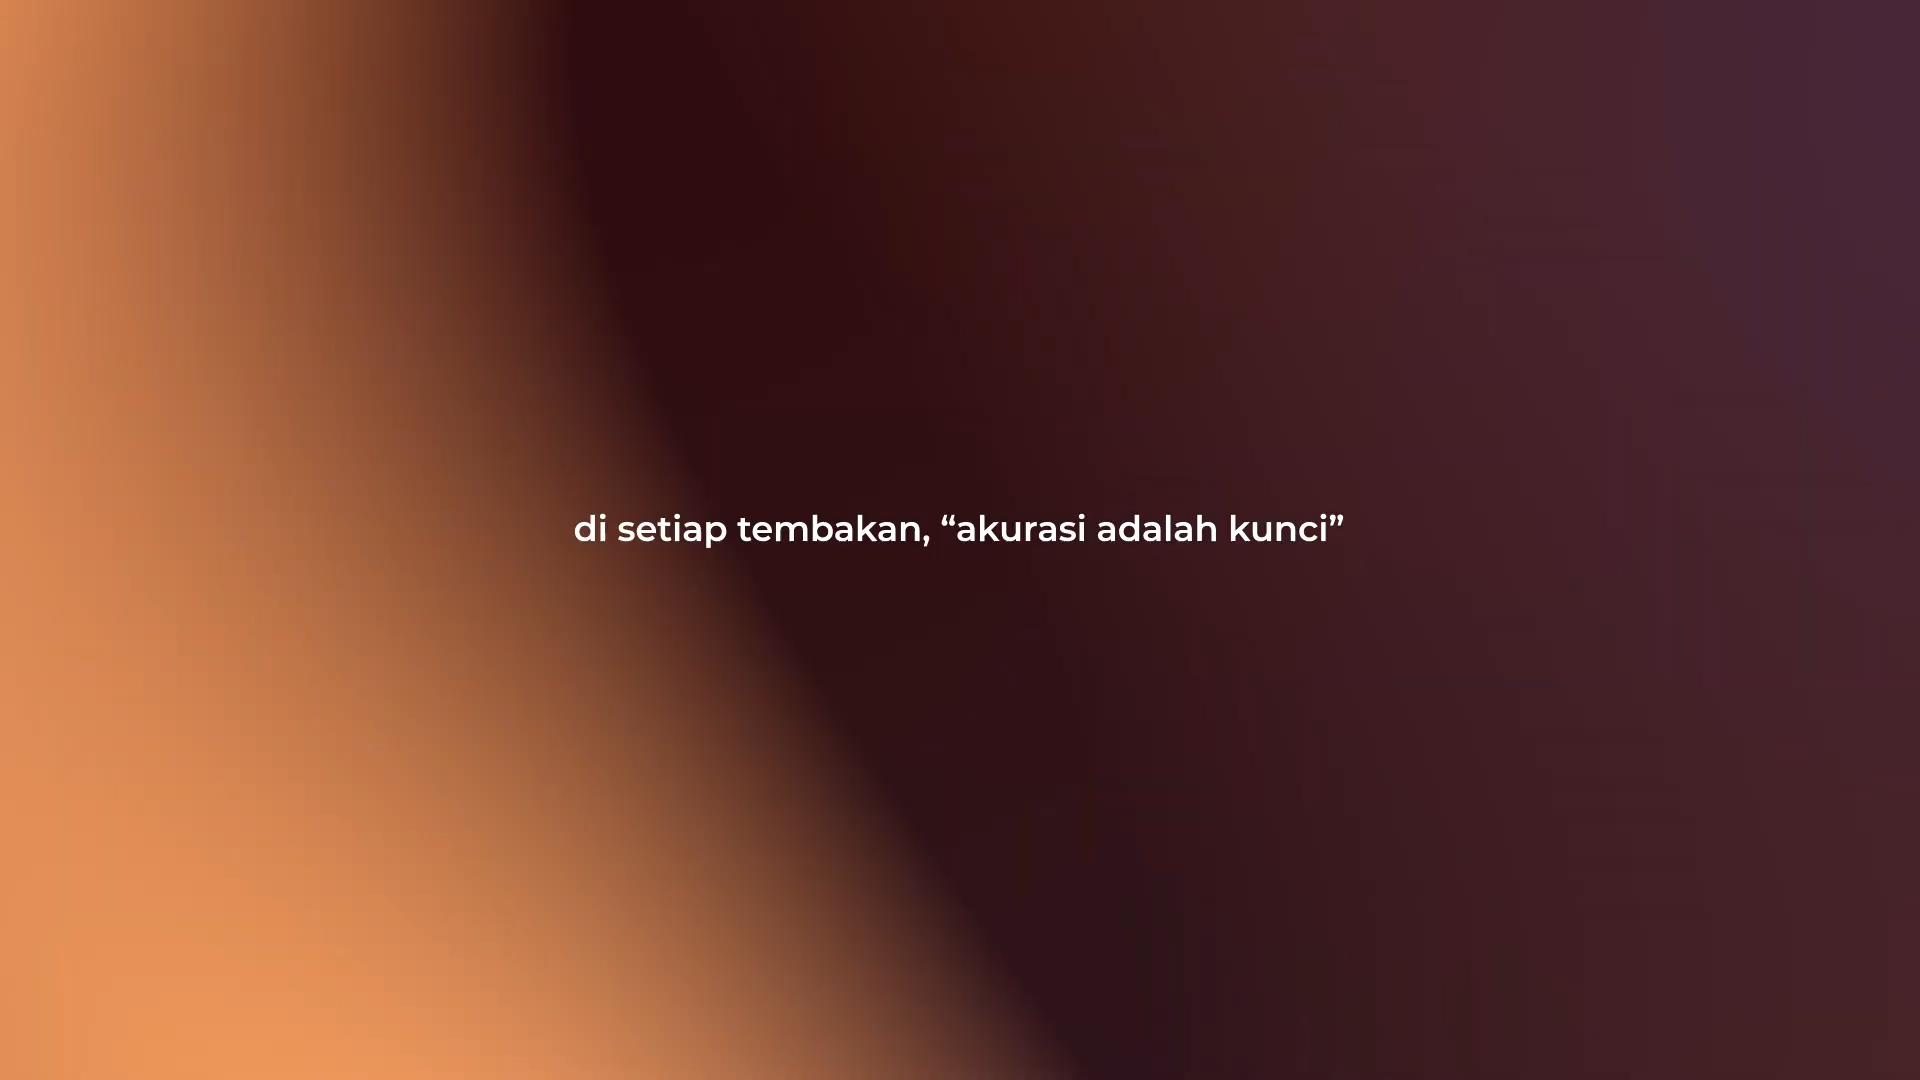 di setiap tembakan, “akurasi adalah kunci”